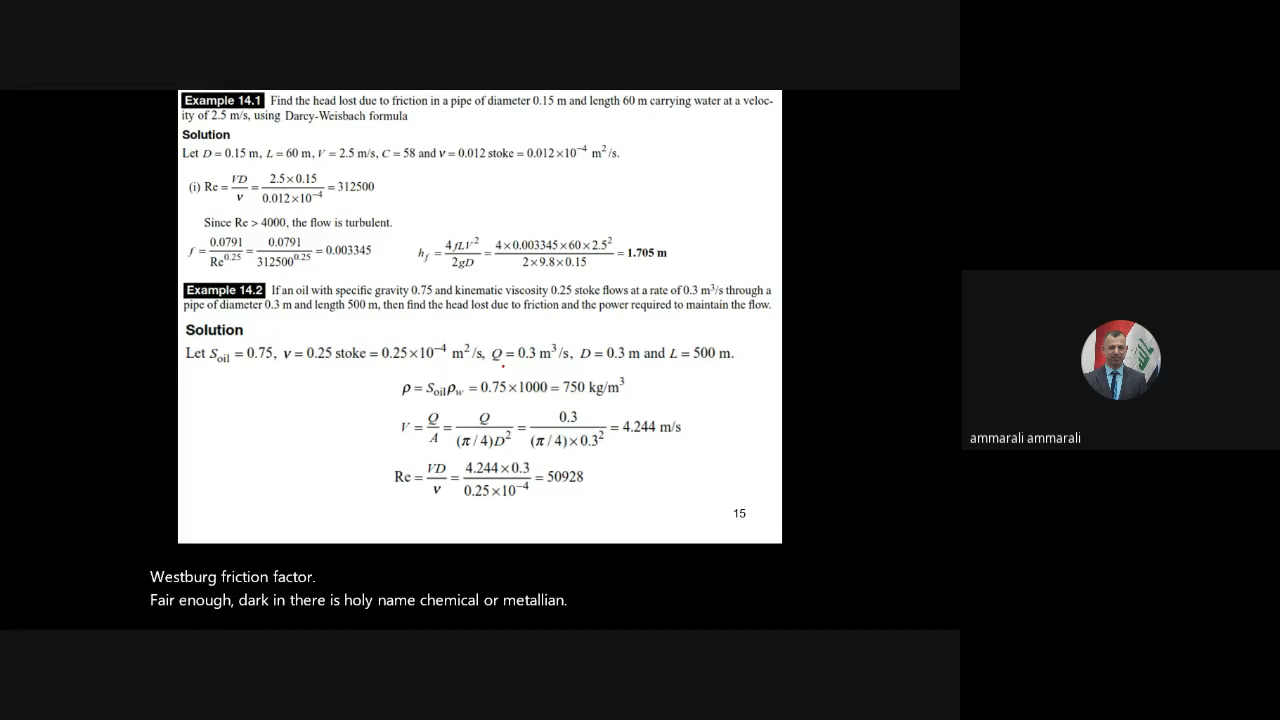 Example 14.1 Find the head lost due to friction in a pipe of diameter 0.15 m and length 60 m carrying water at a veloc-
ity of 2.5 m/s, using Darcy-Weisbach formula
Solution
Let D = 0.15 m, L = 60 m, V = 2.5 m/s, C = 58 and ν = 0.012 stoke = 0.012×10⁻⁴ m²/s.
(i) Re = VD/ν = 2.5×0.15/0.012×10⁻⁴ = 312500
Since Re > 4000, the flow is turbulent.
f = 0.0791/Re^0.25 = 0.0791/312500^0.25 = 0.003345 h_f = 4fLV²/2gD = 4×0.003345×60×2.5²/2×9.8×0.15 = 1.705 m
Example 14.2 If an oil with specific gravity 0.75 and kinematic viscosity 0.25 stoke flows at a rate of 0.3 m³/s through a
pipe of diameter 0.3 m and length 500 m, then find the head lost due to friction and the power required to maintain the flow.
Solution
Let S_oil = 0.75, ν = 0.25 stoke = 0.25×10⁻⁴ m²/s, Q = 0.3 m³/s, D = 0.3 m and L = 500 m.
ρ = S_oil ρ_w = 0.75×1000 = 750 kg/m³
V = Q/A = Q/(π/4)D² = 0.3/(π/4)×0.3² = 4.244 m/s
Re = VD/ν = 4.244×0.3/0.25×10⁻⁴ = 50928
15
ammarali ammarali
Westburg friction factor.
Fair enough, dark in there is holy name chemical or metallian.